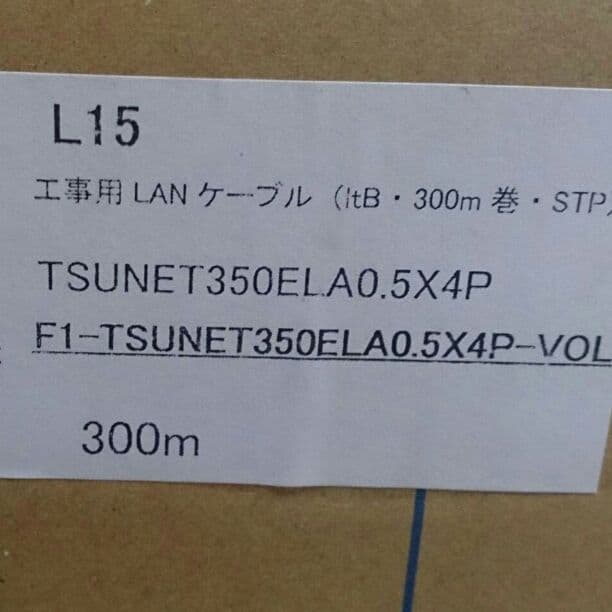 L15
工事用 LAN ケーブル (ltB・300m 巻・STP
TSUNET350ELA0.5X4P
F1-TSUNET350ELA0.5X4P-VOL
300m